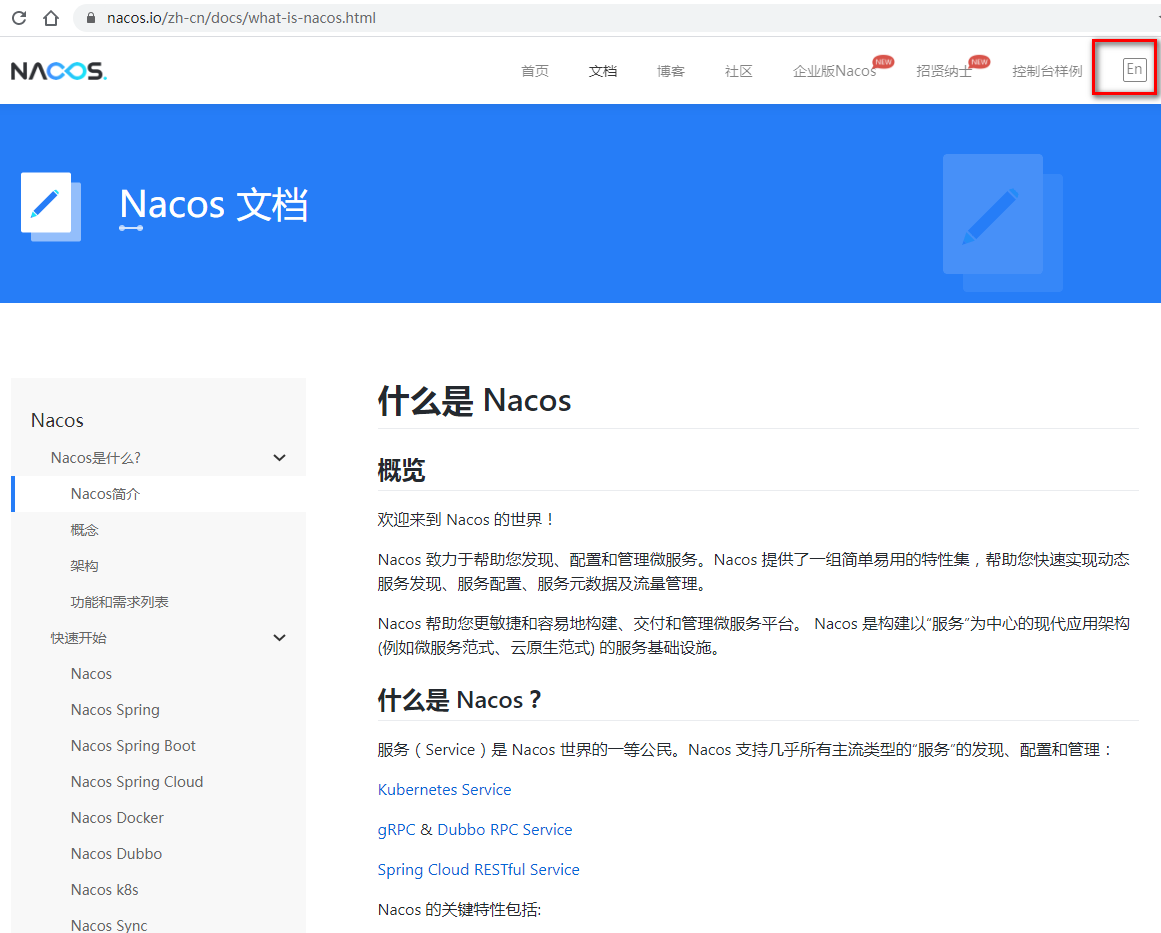 nacos.io/zh-cn/docs/what-is-nacos.html
NACOS.
首页
文档
博客
社区
企业版Nacos
NEW
招贤纳士
NEW
控制台样例
En
Nacos 文档
Nacos
Nacos是什么?
Nacos简介
概念
架构
功能和需求列表
快速开始
Nacos
Nacos Spring
Nacos Spring Boot
Nacos Spring Cloud
Nacos Docker
Nacos Dubbo
Nacos k8s
Nacos Sync
什么是 Nacos
概览
欢迎来到 Nacos 的世界！
Nacos 致力于帮助您发现、配置和管理微服务。Nacos 提供了一组简单易用的特性集，帮助您快速实现动态
服务发现、服务配置、服务元数据及流量管理。
Nacos 帮助您更敏捷和容易地构建、交付和管理微服务平台。 Nacos 是构建以“服务”为中心的现代应用架构
(例如微服务范式、云原生范式) 的服务基础设施。
什么是 Nacos？
服务（Service）是 Nacos 世界的一等公民。Nacos 支持几乎所有主流类型的“服务”的发现、配置和管理：
Kubernetes Service
gRPC & Dubbo RPC Service
Spring Cloud RESTful Service
Nacos 的关键特性包括: